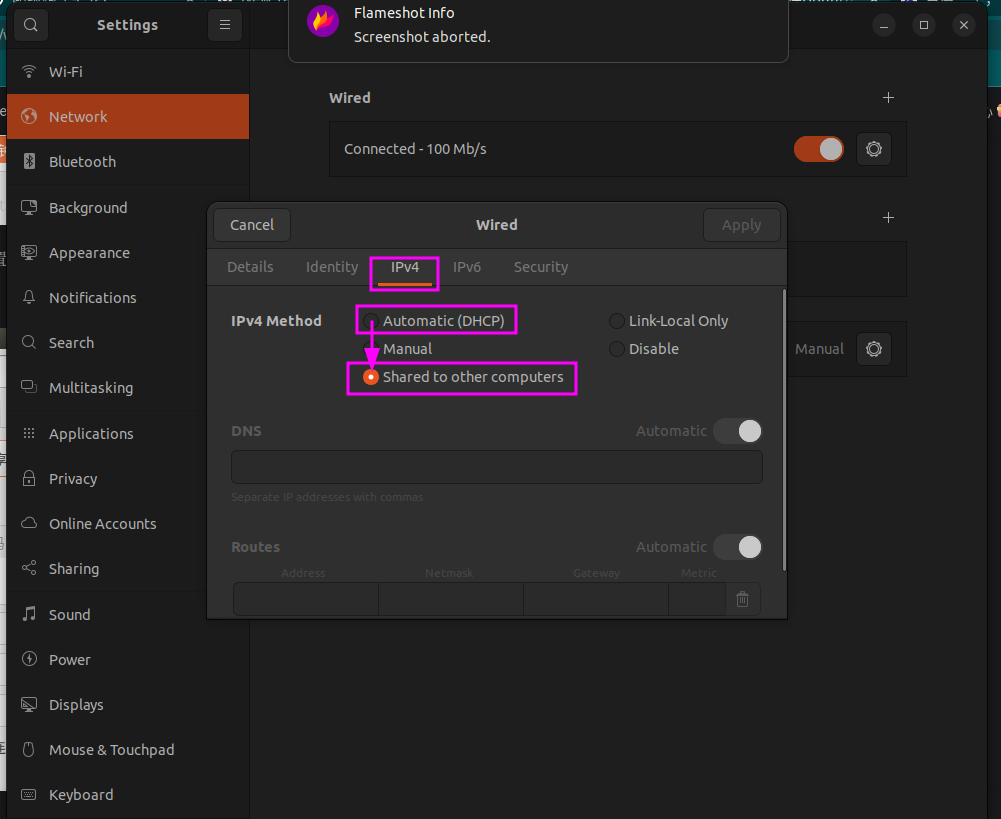 Flameshot Info
Screenshot aborted.
Settings
Wi-Fi
Network
Bluetooth
Background
Appearance
Notifications
Search
Multitasking
Applications
Privacy
Online Accounts
Sharing
Sound
Power
Displays
Mouse & Touchpad
Keyboard
Wired
Connected - 100 Mb/s
Manual
Cancel
Wired
Apply
Details
Identity
IPv4
IPv6
Security
IPv4 Method
Automatic (DHCP)
Link-Local Only
Manual
Disable
Shared to other computers
DNS
Automatic
Separate IP addresses with commas
Routes
Automatic
Address
Netmask
Gateway
Metric